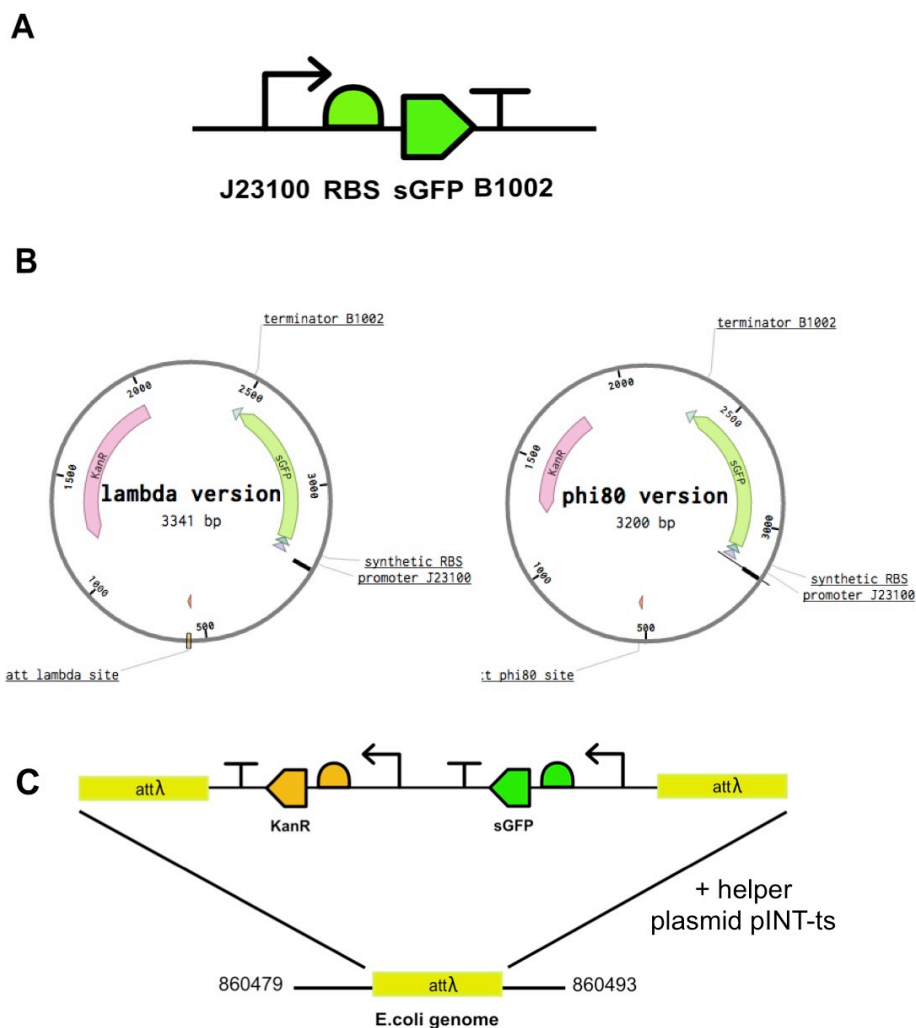 A
J23100 RBS sGFP B1002
B
terminator B1002
2000
2500
KanR
sGFP
1500
lambda version
3341 bp
3000
synthetic RBS
promoter J23100
1000
500
att lambda site
terminator B1002
2000
2500
KanR
sGFP
1500
phi80 version
3200 bp
3000
synthetic RBS
promoter J23100
1000
500
t phi80 site
C
attλ
attλ
KanR
sGFP
+ helper
plasmid pINT-ts
860479
attλ
860493
E.coli genome